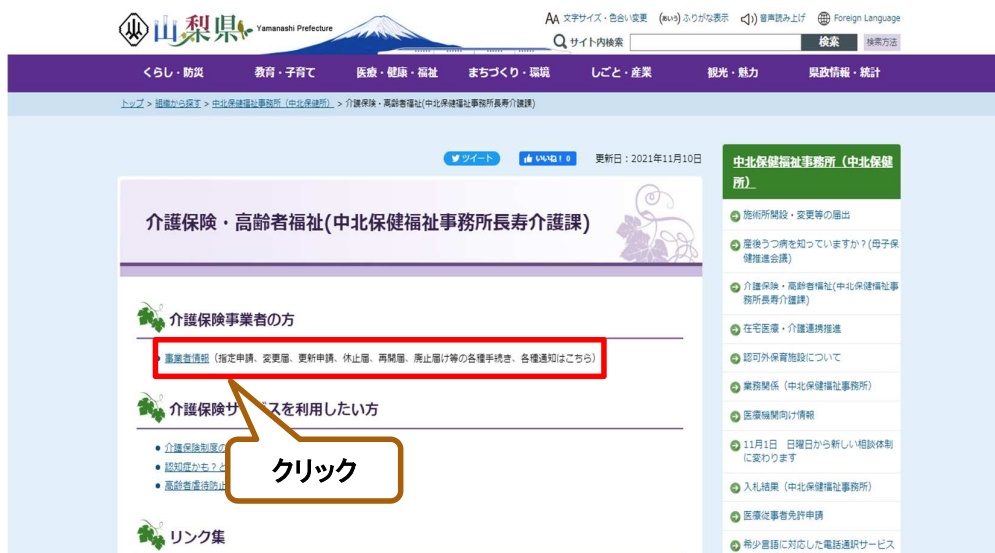 山梨県 Yamanashi Prefecture
AA 文字サイズ・色合い変更 (あいう) ふりがな表示 音声読み上げ Foreign Language
サイト内検索 検索 検索方法
くらし・防災 教育・子育て 医療・健康・福祉 まちづくり・環境 しごと・産業 観光・魅力 県政情報・統計
トップ > 組織から探す > 中北保健福祉事務所（中北保健所） > 介護保険・高齢者福祉(中北保健福祉事務所長寿介護課)
ツイート いいね！ 0 更新日：2021年11月10日
介護保険・高齢者福祉(中北保健福祉事務所長寿介護課)
介護保険事業者の方
事業者情報（指定申請、変更届、更新申請、休止届、再開届、廃止届け等の各種手続き、各種通知はこちら）
介護保険サ スを利用したい方
介護保険制度の
認知症かも？と
高齢者虐待防止
クリック
リンク集
中北保健福祉事務所（中北保健
所）
施術所開設・変更等の届出
産後うつ病を知っていますか？(母子保
健推進会議)
介護保険・高齢者福祉(中北保健福祉事
務所長寿介護課)
在宅医療・介護連携推進
認可外保育施設について
業務関係（中北保健福祉事務所）
医療機関向け情報
11月1日 日曜日から新しい相談体制
に変わります
入札結果（中北保健福祉事務所）
医療従事者免許申請
希少言語に対応した電話通訳サービス